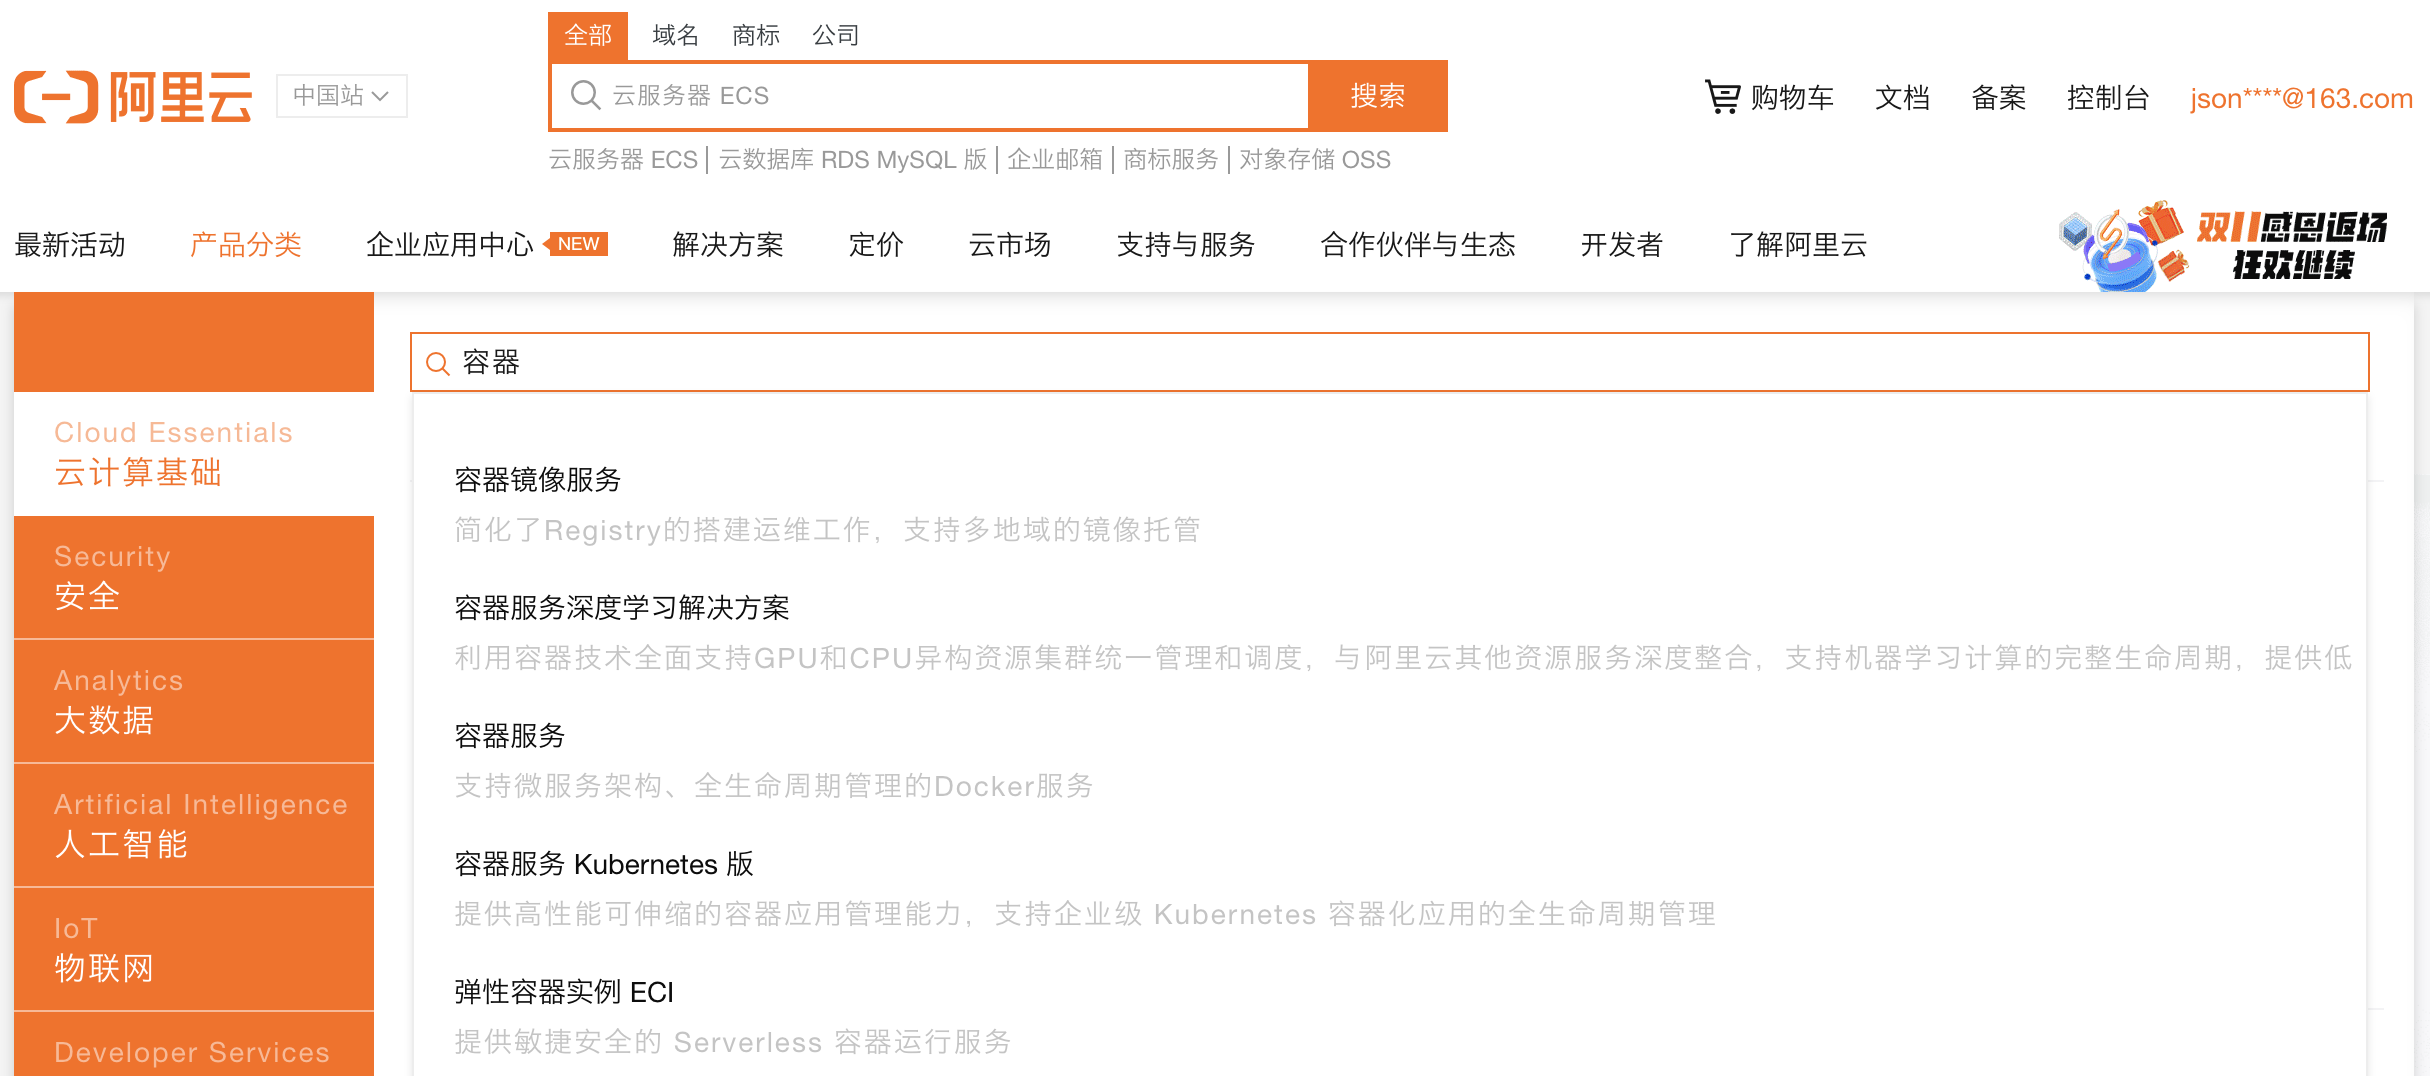 全部 域名 商标 公司
阿里云 中国站
云服务器 ECS 搜索
购物车 文档 备案 控制台 json****@163.com
云服务器 ECS | 云数据库 RDS MySQL 版 | 企业邮箱 | 商标服务 | 对象存储 OSS
最新活动 产品分类 企业应用中心 NEW 解决方案 定价 云市场 支持与服务 合作伙伴与生态 开发者 了解阿里云
双11感恩返场
狂欢继续
容器
Cloud Essentials
云计算基础
Security
安全
Analytics
大数据
Artificial Intelligence
人工智能
IoT
物联网
Developer Services
容器镜像服务
简化了Registry的搭建运维工作，支持多地域的镜像托管
容器服务深度学习解决方案
利用容器技术全面支持GPU和CPU异构资源集群统一管理和调度，与阿里云其他资源服务深度整合，支持机器学习计算的完整生命周期，提供低
容器服务
支持微服务架构、全生命周期管理的Docker服务
容器服务 Kubernetes 版
提供高性能可伸缩的容器应用管理能力，支持企业级 Kubernetes 容器化应用的全生命周期管理
弹性容器实例 ECI
提供敏捷安全的 Serverless 容器运行服务